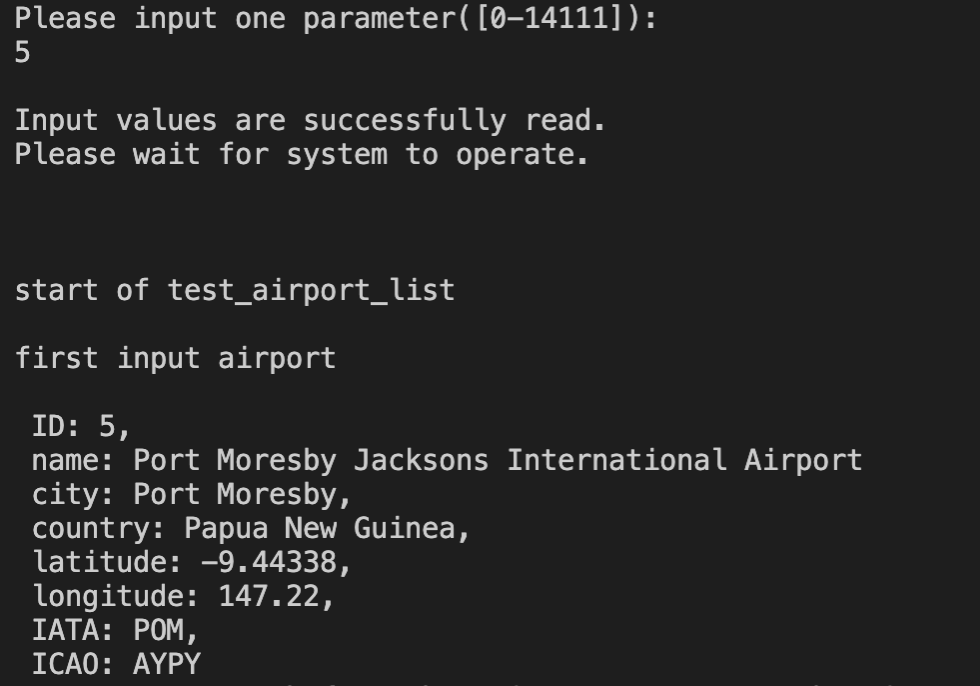 Please input one parameter([0-14111]):
5
Input values are successfully read.
Please wait for system to operate.
start of test_airport_list
first input airport
ID: 5,
name: Port Moresby Jacksons International Airport
city: Port Moresby,
country: Papua New Guinea,
latitude: -9.44338,
longitude: 147.22,
IATA: POM,
ICAO: AYPY